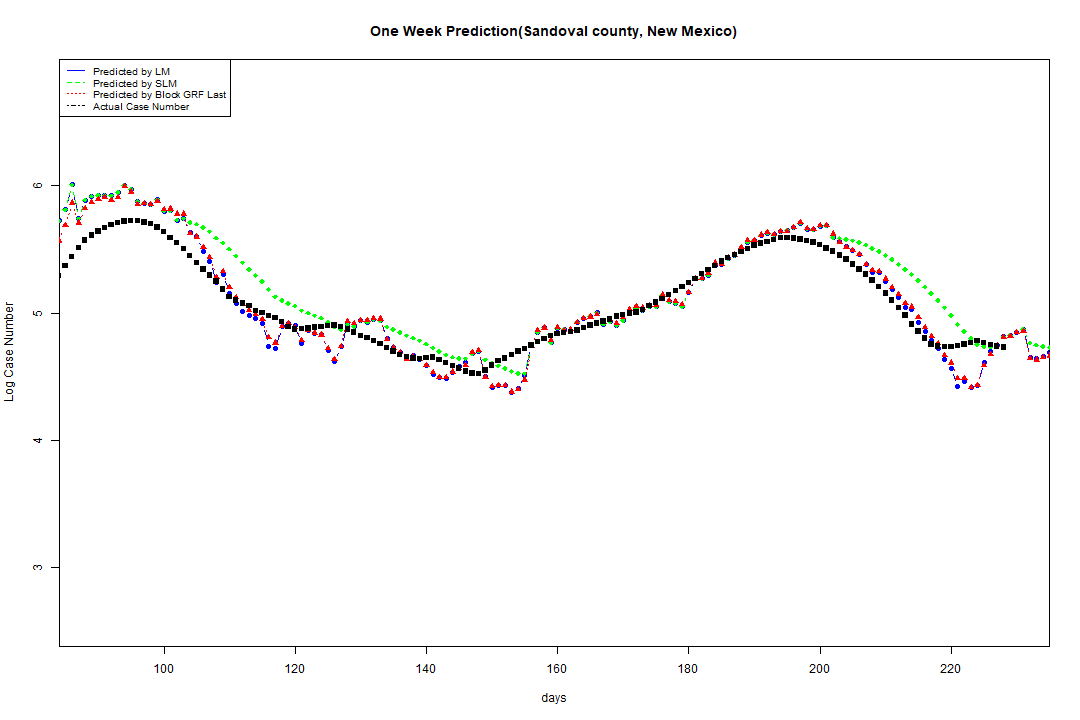 One Week Prediction(Sandoval county, New Mexico)
Predicted by LM
Predicted by SLM
Predicted by Block GRF Last
Actual Case Number
6
5
4
3
Log Case Number
100 120 140 160 180 200 220
days